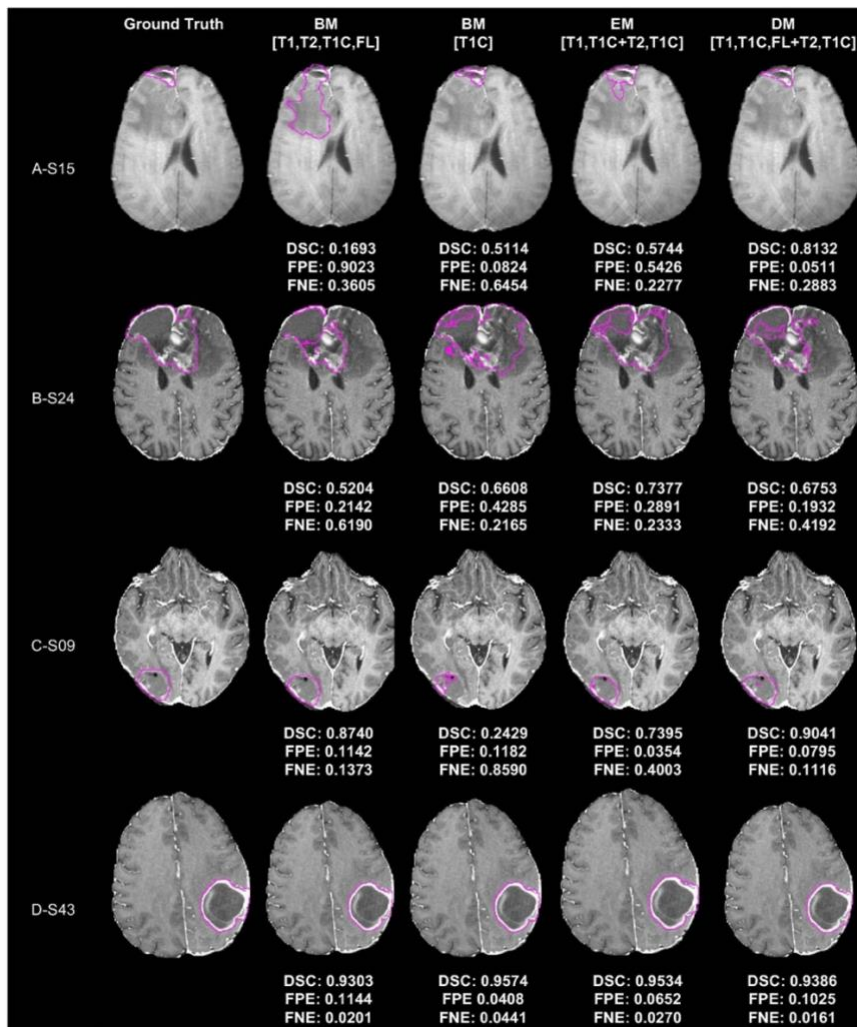 Ground Truth BM BM EM DM
[T1,T2,T1C,FL] [T1C] [T1,T1C+T2,T1C] [T1,T1C,FL+T2,T1C]
A-S15
DSC: 0.1693 DSC: 0.5114 DSC: 0.5744 DSC: 0.8132
FPE: 0.9023 FPE: 0.0824 FPE: 0.5426 FPE: 0.0511
FNE: 0.3605 FNE: 0.6454 FNE: 0.2277 FNE: 0.2883
B-S24
DSC: 0.5204 DSC: 0.6608 DSC: 0.7377 DSC: 0.6753
FPE: 0.2142 FPE: 0.4285 FPE: 0.2891 FPE: 0.1932
FNE: 0.6190 FNE: 0.2165 FNE: 0.2333 FNE: 0.4192
C-S09
DSC: 0.8740 DSC: 0.2429 DSC: 0.7395 DSC: 0.9041
FPE: 0.1142 FPE: 0.1182 FPE: 0.0354 FPE: 0.0795
FNE: 0.1373 FNE: 0.8590 FNE: 0.4003 FNE: 0.1116
D-S43
DSC: 0.9303 DSC: 0.9574 DSC: 0.9534 DSC: 0.9386
FPE: 0.1144 FPE 0.0408 FPE: 0.0652 FPE: 0.1025
FNE: 0.0201 FNE: 0.0441 FNE: 0.0270 FNE: 0.0161